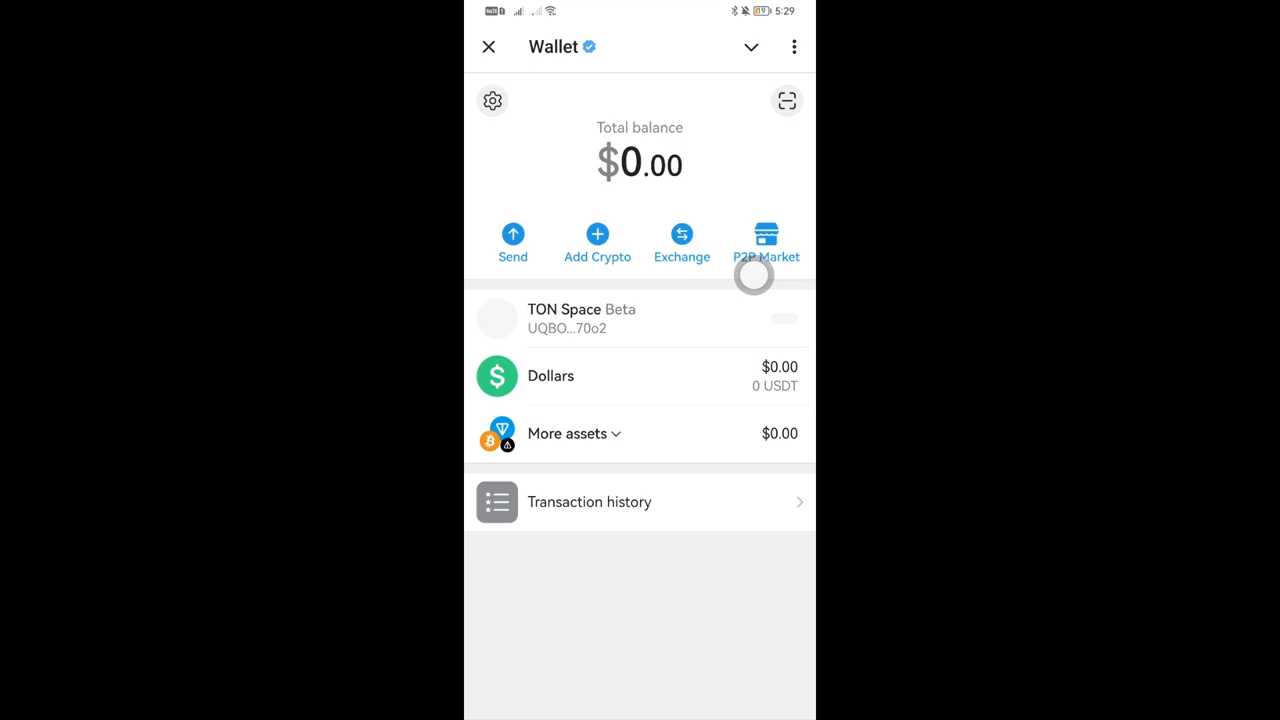 5:29
Wallet
Total balance
$0.00
Send
Add Crypto
Exchange
P2P Market
TON Space Beta
UQBO...70o2
Dollars
$0.00
0 USDT
More assets
$0.00
Transaction history